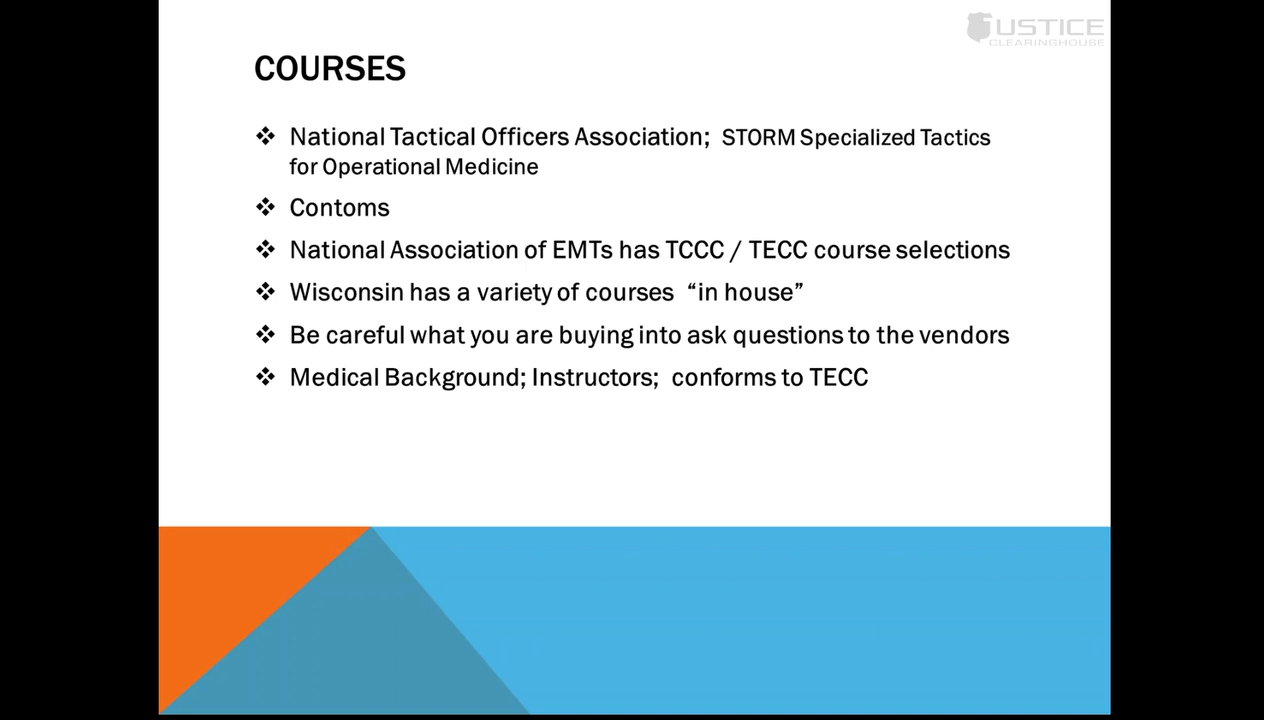 JUSTICE
CLEARINGHOUSE
COURSES
❖ National Tactical Officers Association; STORM Specialized Tactics
for Operational Medicine
❖ Contoms
❖ National Association of EMTs has TCCC / TECC course selections
❖ Wisconsin has a variety of courses “in house”
❖ Be careful what you are buying into ask questions to the vendors
❖ Medical Background; Instructors; conforms to TECC